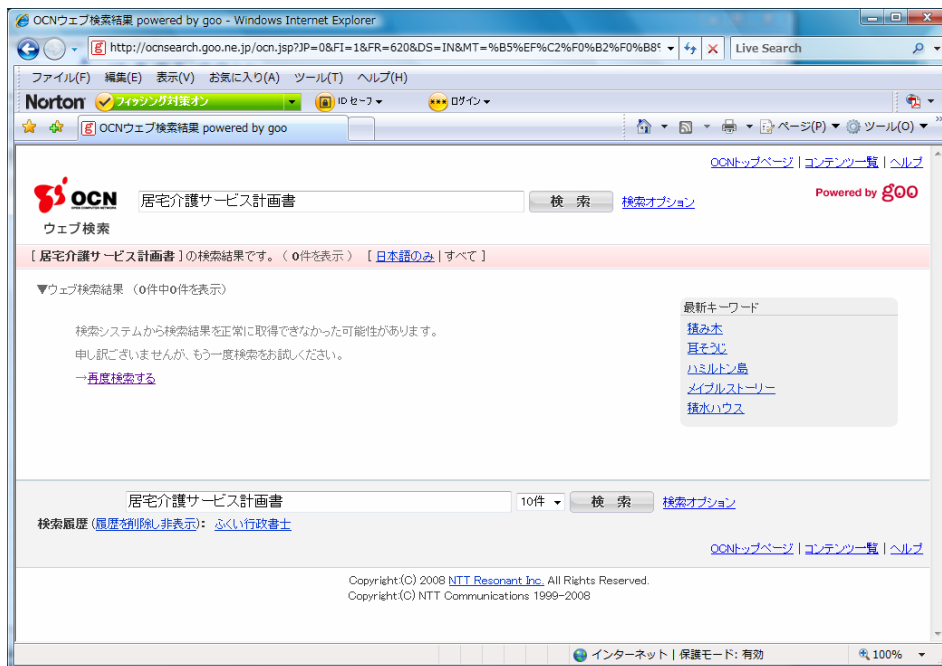 OCNウェブ検索結果 powered by goo - Windows Internet Explorer
http://ocnsearch.goo.ne.jp/ocn.jsp?JP=0&FI=1&FR=620&DS=IN&MT=%B5%EF%C2%F0%B2%F0%B8 Live Search
ファイル(F) 編集(E) 表示(V) お気に入り(A) ツール(T) ヘルプ(H)
Norton フィッシング対策オン ID セーフ ログイン
OCNウェブ検索結果 powered by goo ページ(P) ツール(O)
OCNトップページ | コンテンツ一覧 | ヘルプ
OCN 居宅介護サービス計画書 検 索 検索オプション Powered by goo
ウェブ検索
[ 居宅介護サービス計画書 ] の検索結果です。（ 0件を表示 ） [ 日本語のみ | すべて ]
▼ウェブ検索結果 （0件中0件を表示）
検索システムから検索結果を正常に取得できなかった可能性があります。
申し訳ございませんが、もう一度検索をお試しください。
→再度検索する
最新キーワード
積み木
耳そうじ
ハミルトン島
メイプルストーリー
積水ハウス
居宅介護サービス計画書 10件 検 索 検索オプション
検索履歴 (履歴を削除し非表示)： ふくい行政書士
OCNトップページ | コンテンツ一覧 | ヘルプ
Copyright:(C) 2008 NTT Resonant Inc. All Rights Reserved.
Copyright:(C) NTT Communications 1999-2008
インターネット | 保護モード: 有効 100%